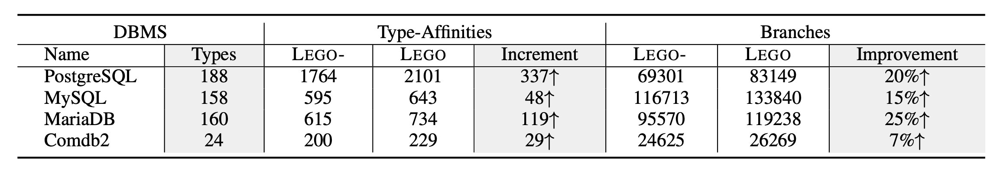 DBMS Type-Affinities Branches
Name Types LEGO- LEGO Increment LEGO- LEGO Improvement
PostgreSQL 188 1764 2101 337↑ 69301 83149 20%↑
MySQL 158 595 643 48↑ 116713 133840 15%↑
MariaDB 160 615 734 119↑ 95570 119238 25%↑
Comdb2 24 200 229 29↑ 24625 26269 7%↑